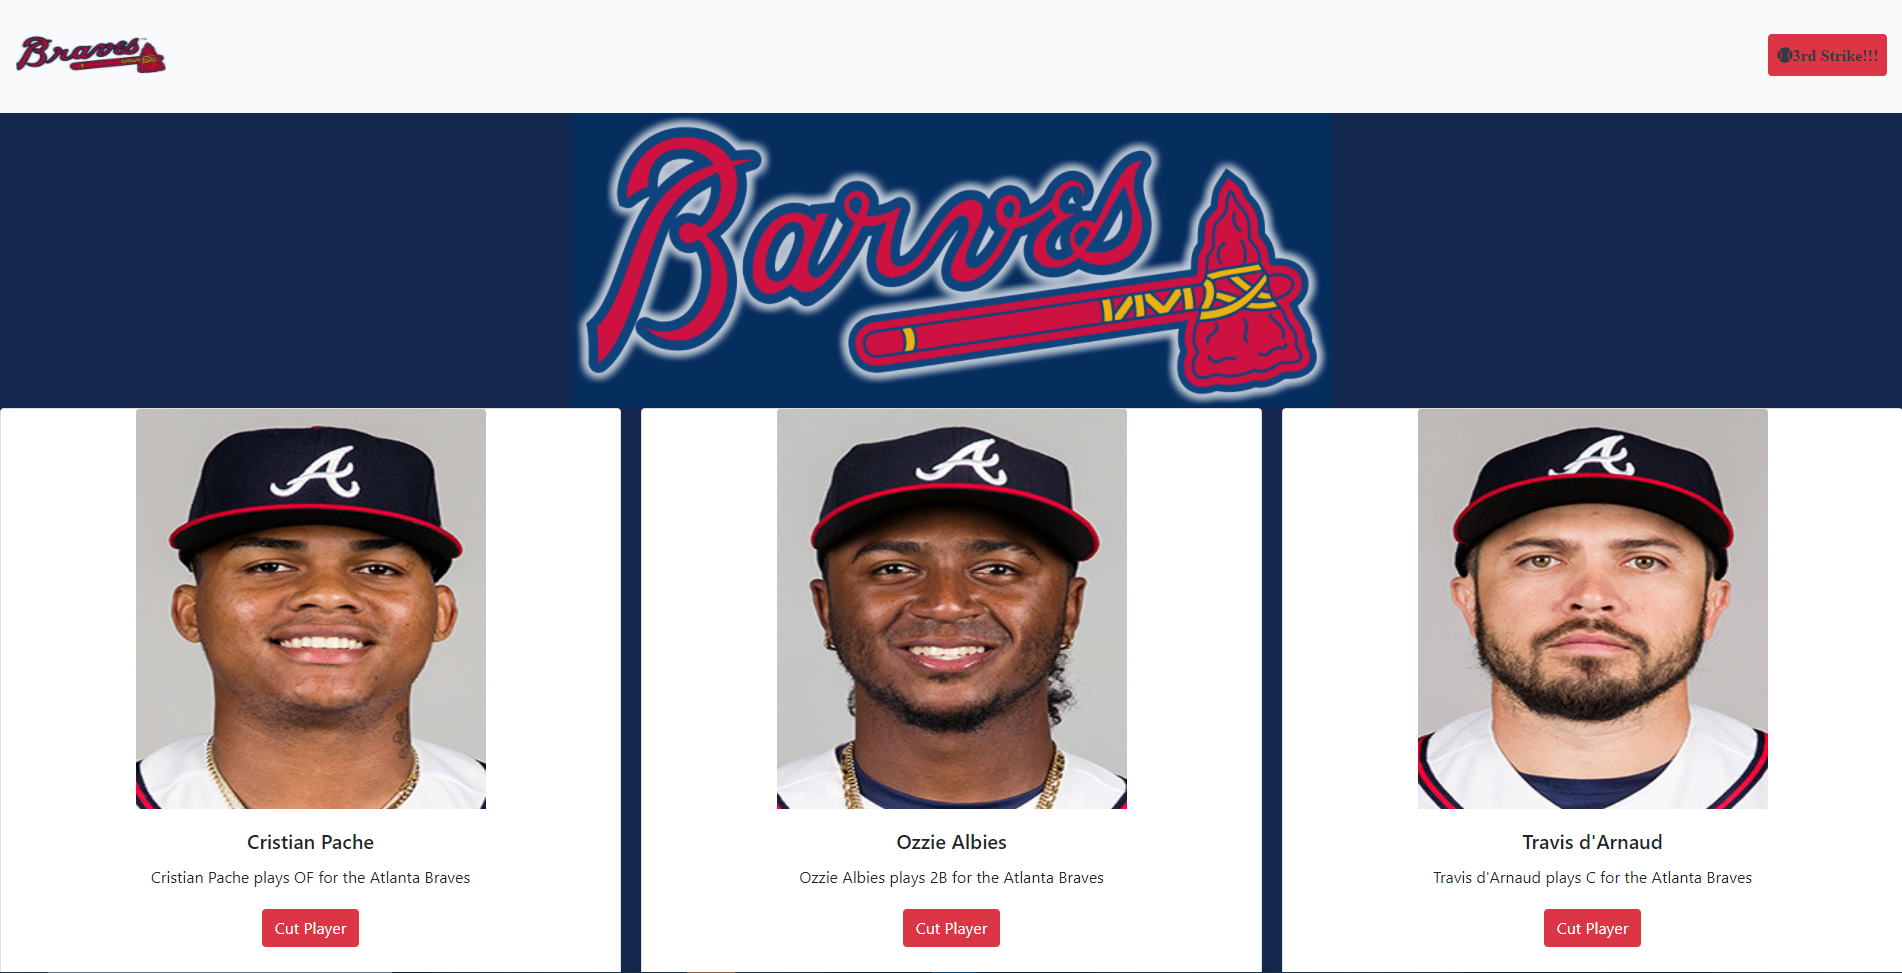 Braves
3rd Strike!!!
Barves
A
A
A
Cristian Pache
Ozzie Albies
Travis d'Arnaud
Cristian Pache plays OF for the Atlanta Braves
Ozzie Albies plays 2B for the Atlanta Braves
Travis d'Arnaud plays C for the Atlanta Braves
Cut Player
Cut Player
Cut Player